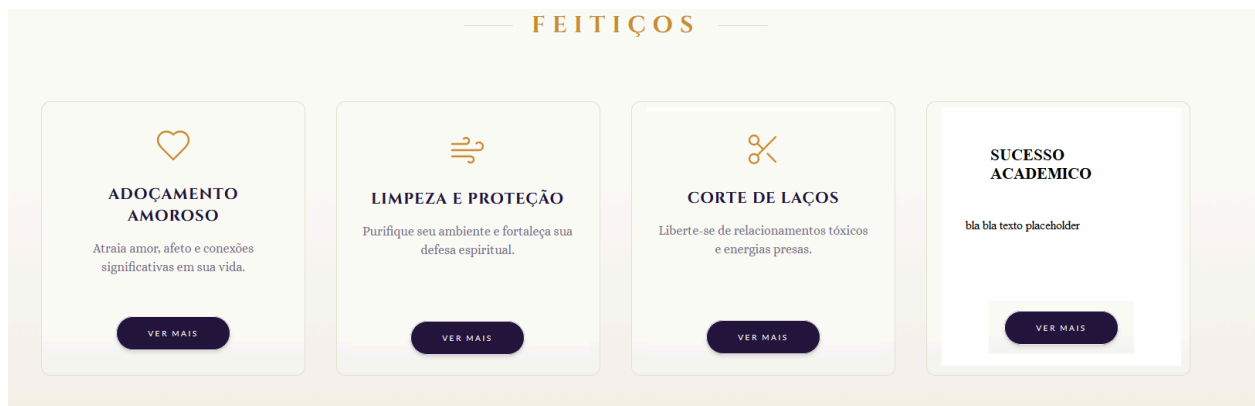 FEITIÇOS
ADOÇAMENTO
AMOROSO
Atraia amor, afeto e conexões
significativas em sua vida.
VER MAIS
LIMPEZA E PROTEÇÃO
Purifique seu ambiente e fortaleça sua
defesa espiritual.
VER MAIS
CORTE DE LAÇOS
Liberte-se de relacionamentos tóxicos
e energias presas.
VER MAIS
SUCESSO
ACADEMICO
bla bla texto placeholder
VER MAIS